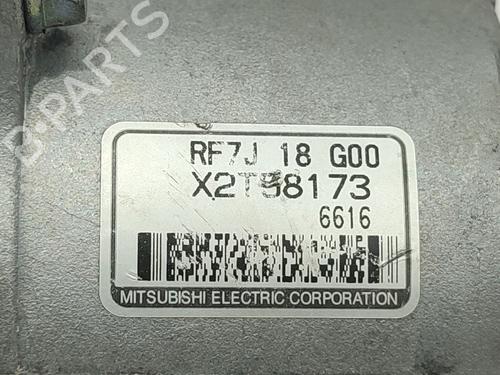 B-PARTS
RF7J 18 G00
X2T58173
6616
MITSUBISHI ELECTRIC CORPORATION